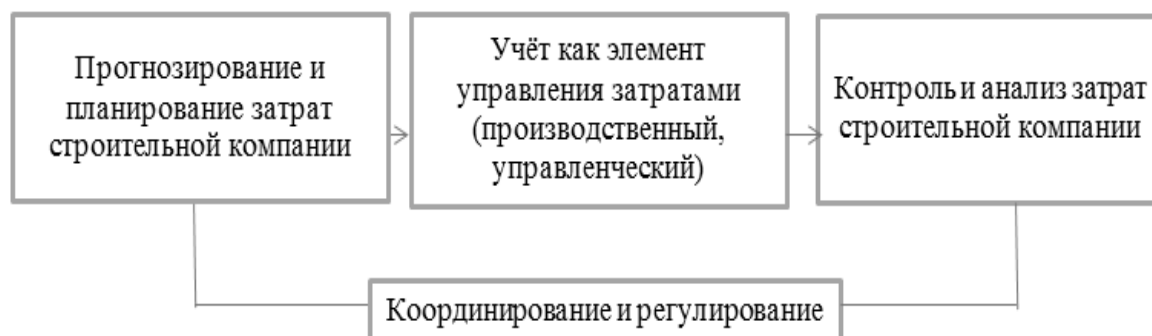 Прогнозирование и
планирование затрат
строительной компании
Учёт как элемент
управления затратами
(производственный,
управленческий)
Контроль и анализ затрат
строительной компании
Координирование и регулирование